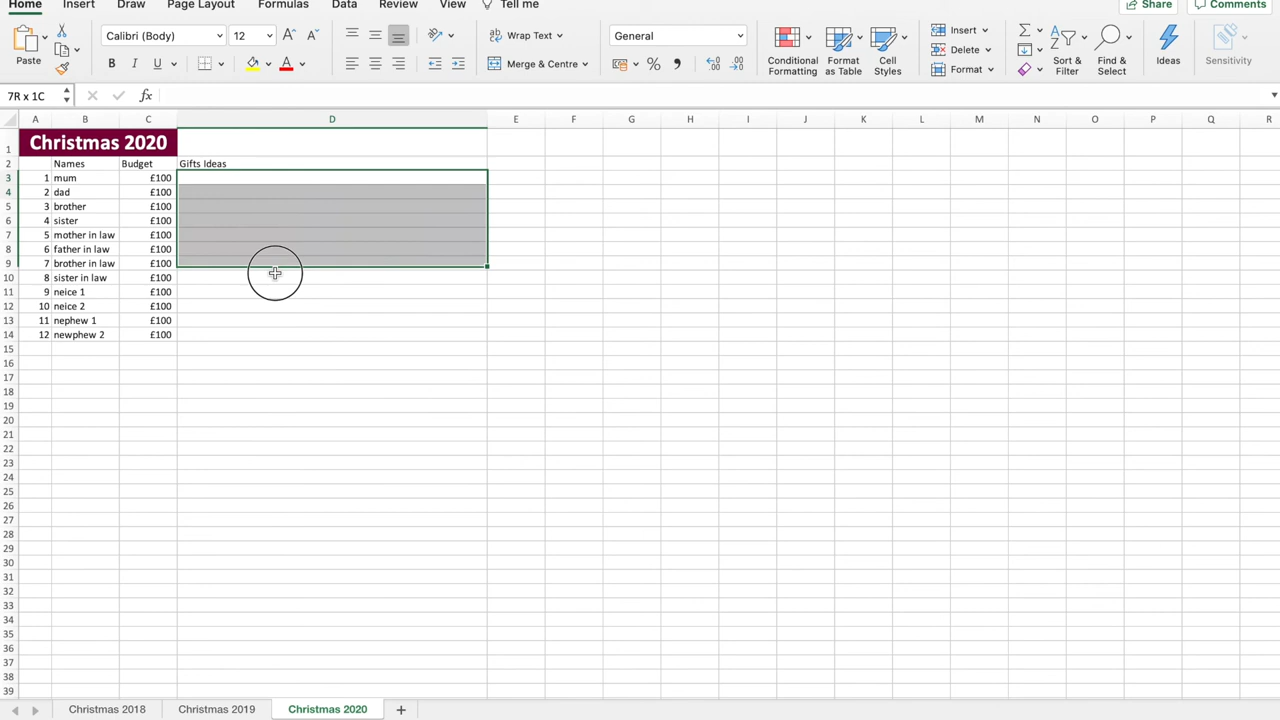 Home Insert Draw Page Layout Formulas Data Review View Tell me Share Comments
Paste Calibri (Body) 12 A A Wrap Text General Conditional Formatting Format as Table Cell Styles Insert Sort & Filter Find & Select Ideas Sensitivity
B I U A Merge & Centre % Delete
Format
7R x 1C fx
A B C D E F G H I J K L M N O P Q R
1 Christmas 2020
2 Names Budget Gifts Ideas
3 1 mum £100
4 2 dad £100
5 3 brother £100
6 4 sister £100
7 5 mother in law £100
8 6 father in law £100
9 7 brother in law £100
10 8 sister in law £100
11 9 neice 1 £100
12 10 neice 2 £100
13 11 nephew 1 £100
14 12 newphew 2 £100
15
16
17
18
19
20
21
22
23
24
25
26
27
28
29
30
31
32
33
34
35
36
37
38
39
Christmas 2018 Christmas 2019 Christmas 2020 +